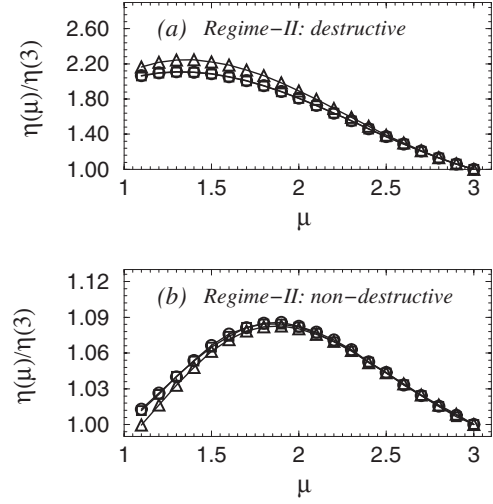 (a) Regime-II: destructive
η(μ)/η(3)
2.60
2.20
1.80
1.40
1.00
1 1.5 2 2.5 3
μ
(b) Regime-II: non-destructive
η(μ)/η(3)
1.12
1.09
1.06
1.03
1.00
1 1.5 2 2.5 3
μ